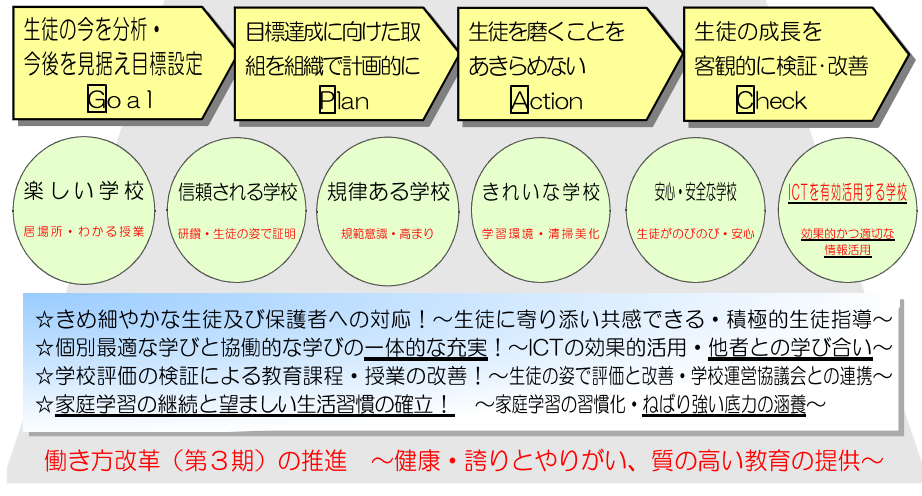 生徒の今を分析・
今後を見据え目標設定
Goal
目標達成に向けた取
組を組織で計画的に
Plan
生徒を磨くことを
あきらめない
Action
生徒の成長を
客観的に検証・改善
Check
楽しい学校
居場所・わかる授業
信頼される学校
研鑽・生徒の姿で証明
規律ある学校
規範意識・高まり
きれいな学校
学習環境・清掃美化
安心・安全な学校
生徒がのびのび・安心
ICTを有効活用する学校
効果的かつ適切な
情報活用
☆きめ細やかな生徒及び保護者への対応！～生徒に寄り添い共感できる・積極的生徒指導～
☆個別最適な学びと協働的な学びの一体的な充実！～ICTの効果的活用・他者との学び合い～
☆学校評価の検証による教育課程・授業の改善！～生徒の姿で評価と改善・学校運営協議会との連携～
☆家庭学習の継続と望ましい生活習慣の確立！　～家庭学習の習慣化・ねばり強い底力の涵養～
働き方改革（第３期）の推進　～健康・誇りとやりがい、質の高い教育の提供～